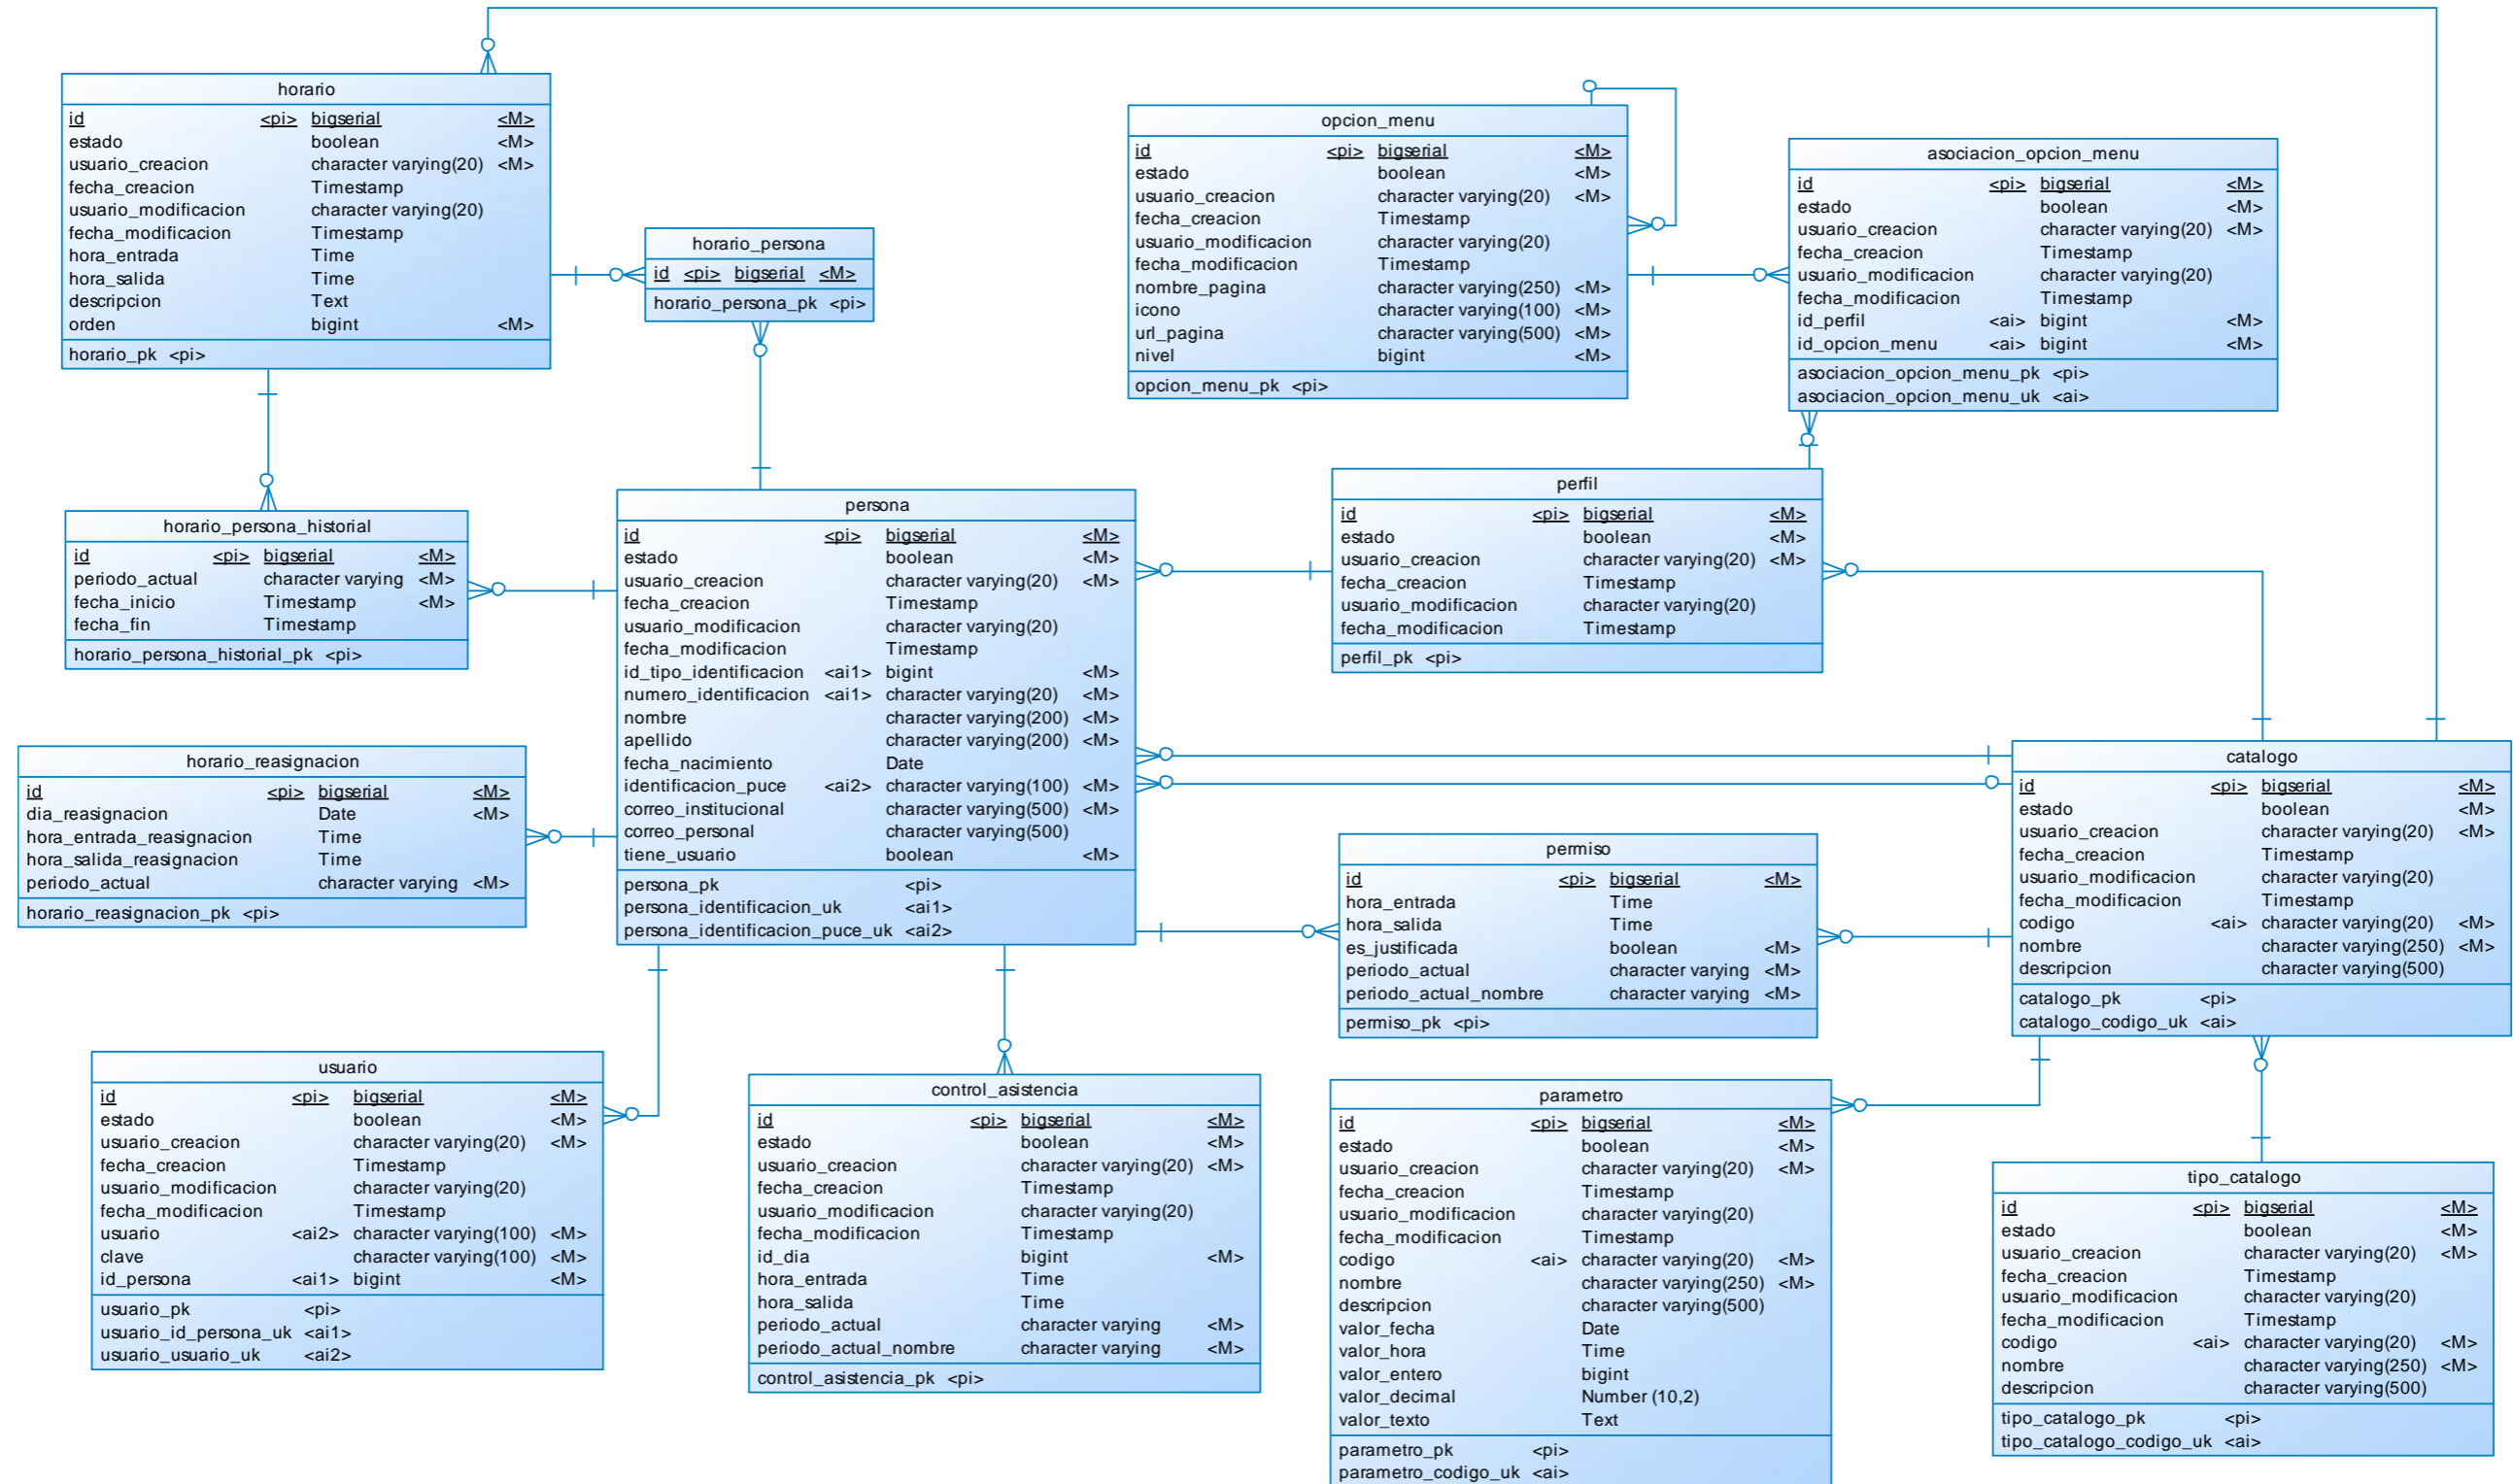 horario
id <pi> bigserial <M>
estado boolean <M>
usuario_creacion character varying(20) <M>
fecha_creacion Timestamp
usuario_modificacion character varying(20)
fecha_modificacion Timestamp
hora_entrada Time
hora_salida Time
descripcion Text
orden bigint <M>
horario_pk <pi>
horario_persona
id <pi> bigserial <M>
horario_persona_pk <pi>
opcion_menu
id <pi> bigserial <M>
estado boolean <M>
usuario_creacion character varying(20) <M>
fecha_creacion Timestamp
usuario_modificacion character varying(20)
fecha_modificacion Timestamp
nombre_pagina character varying(250) <M>
icono character varying(100) <M>
url_pagina character varying(500) <M>
nivel bigint <M>
opcion_menu_pk <pi>
asociacion_opcion_menu
id <pi> bigserial <M>
estado boolean <M>
usuario_creacion character varying(20) <M>
fecha_creacion Timestamp
usuario_modificacion character varying(20)
fecha_modificacion Timestamp
id_perfil <ai> bigint <M>
id_opcion_menu <ai> bigint <M>
asociacion_opcion_menu_pk <pi>
asociacion_opcion_menu_uk <ai>
horario_persona_historial
id <pi> bigserial <M>
periodo_actual character varying <M>
fecha_inicio Timestamp <M>
fecha_fin Timestamp
horario_persona_historial_pk <pi>
persona
id <pi> bigserial <M>
estado boolean <M>
usuario_creacion character varying(20) <M>
fecha_creacion Timestamp
usuario_modificacion character varying(20)
fecha_modificacion Timestamp
id_tipo_identificacion <ai1> bigint <M>
numero_identificacion <ai1> character varying(20) <M>
nombre character varying(200) <M>
apellido character varying(200) <M>
fecha_nacimiento Date
identificacion_puce <ai2> character varying(100) <M>
correo_institucional character varying(500) <M>
correo_personal character varying(500)
tiene_usuario boolean <M>
persona_pk <pi>
persona_identificacion_uk <ai1>
persona_identificacion_puce_uk <ai2>
perfil
id <pi> bigserial <M>
estado boolean <M>
usuario_creacion character varying(20) <M>
fecha_creacion Timestamp
usuario_modificacion character varying(20)
fecha_modificacion Timestamp
perfil_pk <pi>
horario_reasignacion
id <pi> bigserial <M>
dia_reasignacion Date <M>
hora_entrada_reasignacion Time
hora_salida_reasignacion Time
periodo_actual character varying <M>
horario_reasignacion_pk <pi>
permiso
id <pi> bigserial <M>
hora_entrada Time
hora_salida Time
es_justificada boolean <M>
periodo_actual character varying <M>
periodo_actual_nombre character varying <M>
permiso_pk <pi>
catalogo
id <pi> bigserial <M>
estado boolean <M>
usuario_creacion character varying(20) <M>
fecha_creacion Timestamp
usuario_modificacion character varying(20)
fecha_modificacion Timestamp
codigo <ai> character varying(20) <M>
nombre character varying(250) <M>
descripcion character varying(500)
catalogo_pk <pi>
catalogo_codigo_uk <ai>
usuario
id <pi> bigserial <M>
estado boolean <M>
usuario_creacion character varying(20) <M>
fecha_creacion Timestamp
usuario_modificacion character varying(20)
fecha_modificacion Timestamp
usuario <ai2> character varying(100) <M>
clave character varying(100) <M>
id_persona <ai1> bigint <M>
usuario_pk <pi>
usuario_id_persona_uk <ai1>
usuario_usuario_uk <ai2>
control_asistencia
id <pi> bigserial <M>
estado boolean <M>
usuario_creacion character varying(20) <M>
fecha_creacion Timestamp
usuario_modificacion character varying(20)
fecha_modificacion Timestamp
id_dia bigint <M>
hora_entrada Time
hora_salida Time
periodo_actual character varying <M>
periodo_actual_nombre character varying <M>
control_asistencia_pk <pi>
parametro
id <pi> bigserial <M>
estado boolean <M>
usuario_creacion character varying(20) <M>
fecha_creacion Timestamp
usuario_modificacion character varying(20)
fecha_modificacion Timestamp
codigo <ai> character varying(20) <M>
nombre character varying(250) <M>
descripcion character varying(500)
valor_fecha Date
valor_hora Time
valor_entero bigint
valor_decimal Number (10,2)
valor_texto Text
parametro_pk <pi>
parametro_codigo_uk <ai>
tipo_catalogo
id <pi> bigserial <M>
estado boolean <M>
usuario_creacion character varying(20) <M>
fecha_creacion Timestamp
usuario_modificacion character varying(20)
fecha_modificacion Timestamp
codigo <ai> character varying(20) <M>
nombre character varying(250) <M>
descripcion character varying(500)
tipo_catalogo_pk <pi>
tipo_catalogo_codigo_uk <ai>